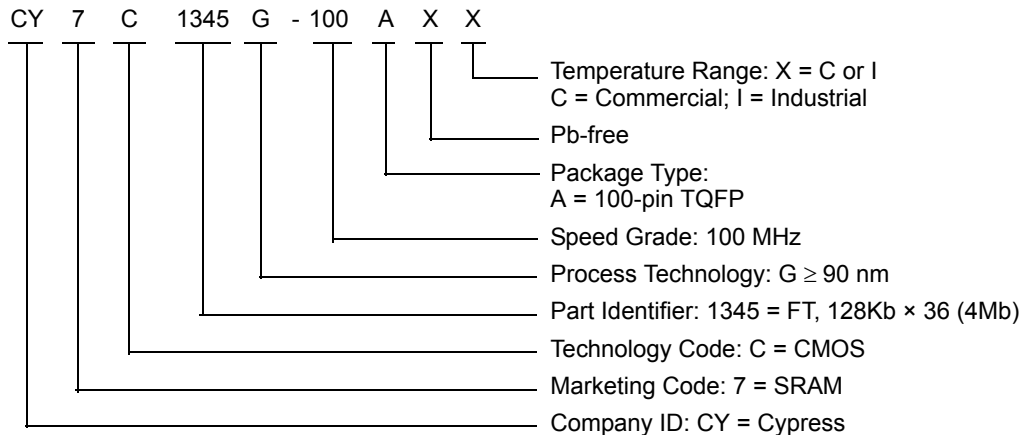 CY 7 C 1345 G - 100 A X X
Temperature Range: X = C or I
C = Commercial; I = Industrial
Pb-free
Package Type:
A = 100-pin TQFP
Speed Grade: 100 MHz
Process Technology: G ≥ 90 nm
Part Identifier: 1345 = FT, 128Kb × 36 (4Mb)
Technology Code: C = CMOS
Marketing Code: 7 = SRAM
Company ID: CY = Cypress